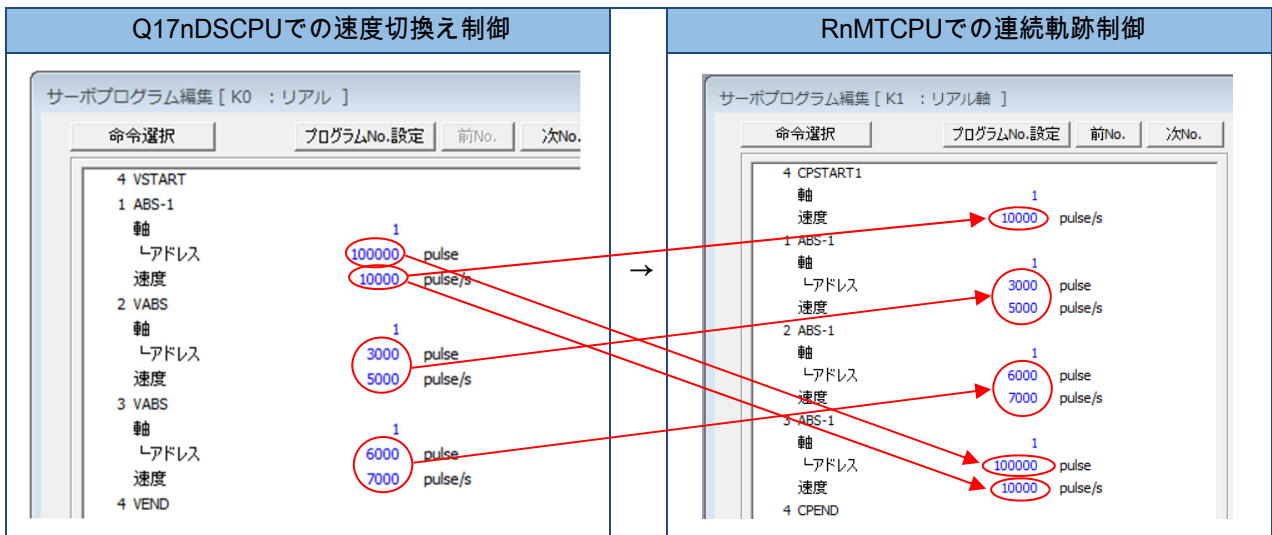 Q17nDSCPUでの速度切換え制御
サーボプログラム編集 [ K0 : リアル ]
命令選択 プログラムNo.設定 前No. 次No.
4 VSTART
1 ABS-1
軸 1
└アドレス 100000 pulse
速度 10000 pulse/s
2 VABS
軸 1
└アドレス 3000 pulse
速度 5000 pulse/s
3 VABS
軸 1
└アドレス 6000 pulse
速度 7000 pulse/s
4 VEND
→
RnMTCPUでの連続軌跡制御
サーボプログラム編集 [ K1 : リアル軸 ]
命令選択 プログラムNo.設定 前No. 次No.
4 CPSTART1
軸 1
速度 10000 pulse/s
1 ABS-1
軸 1
└アドレス 3000 pulse
速度 5000 pulse/s
2 ABS-1
軸 1
└アドレス 6000 pulse
速度 7000 pulse/s
3 ABS-1
軸 1
└アドレス 100000 pulse
速度 10000 pulse/s
4 CPEND